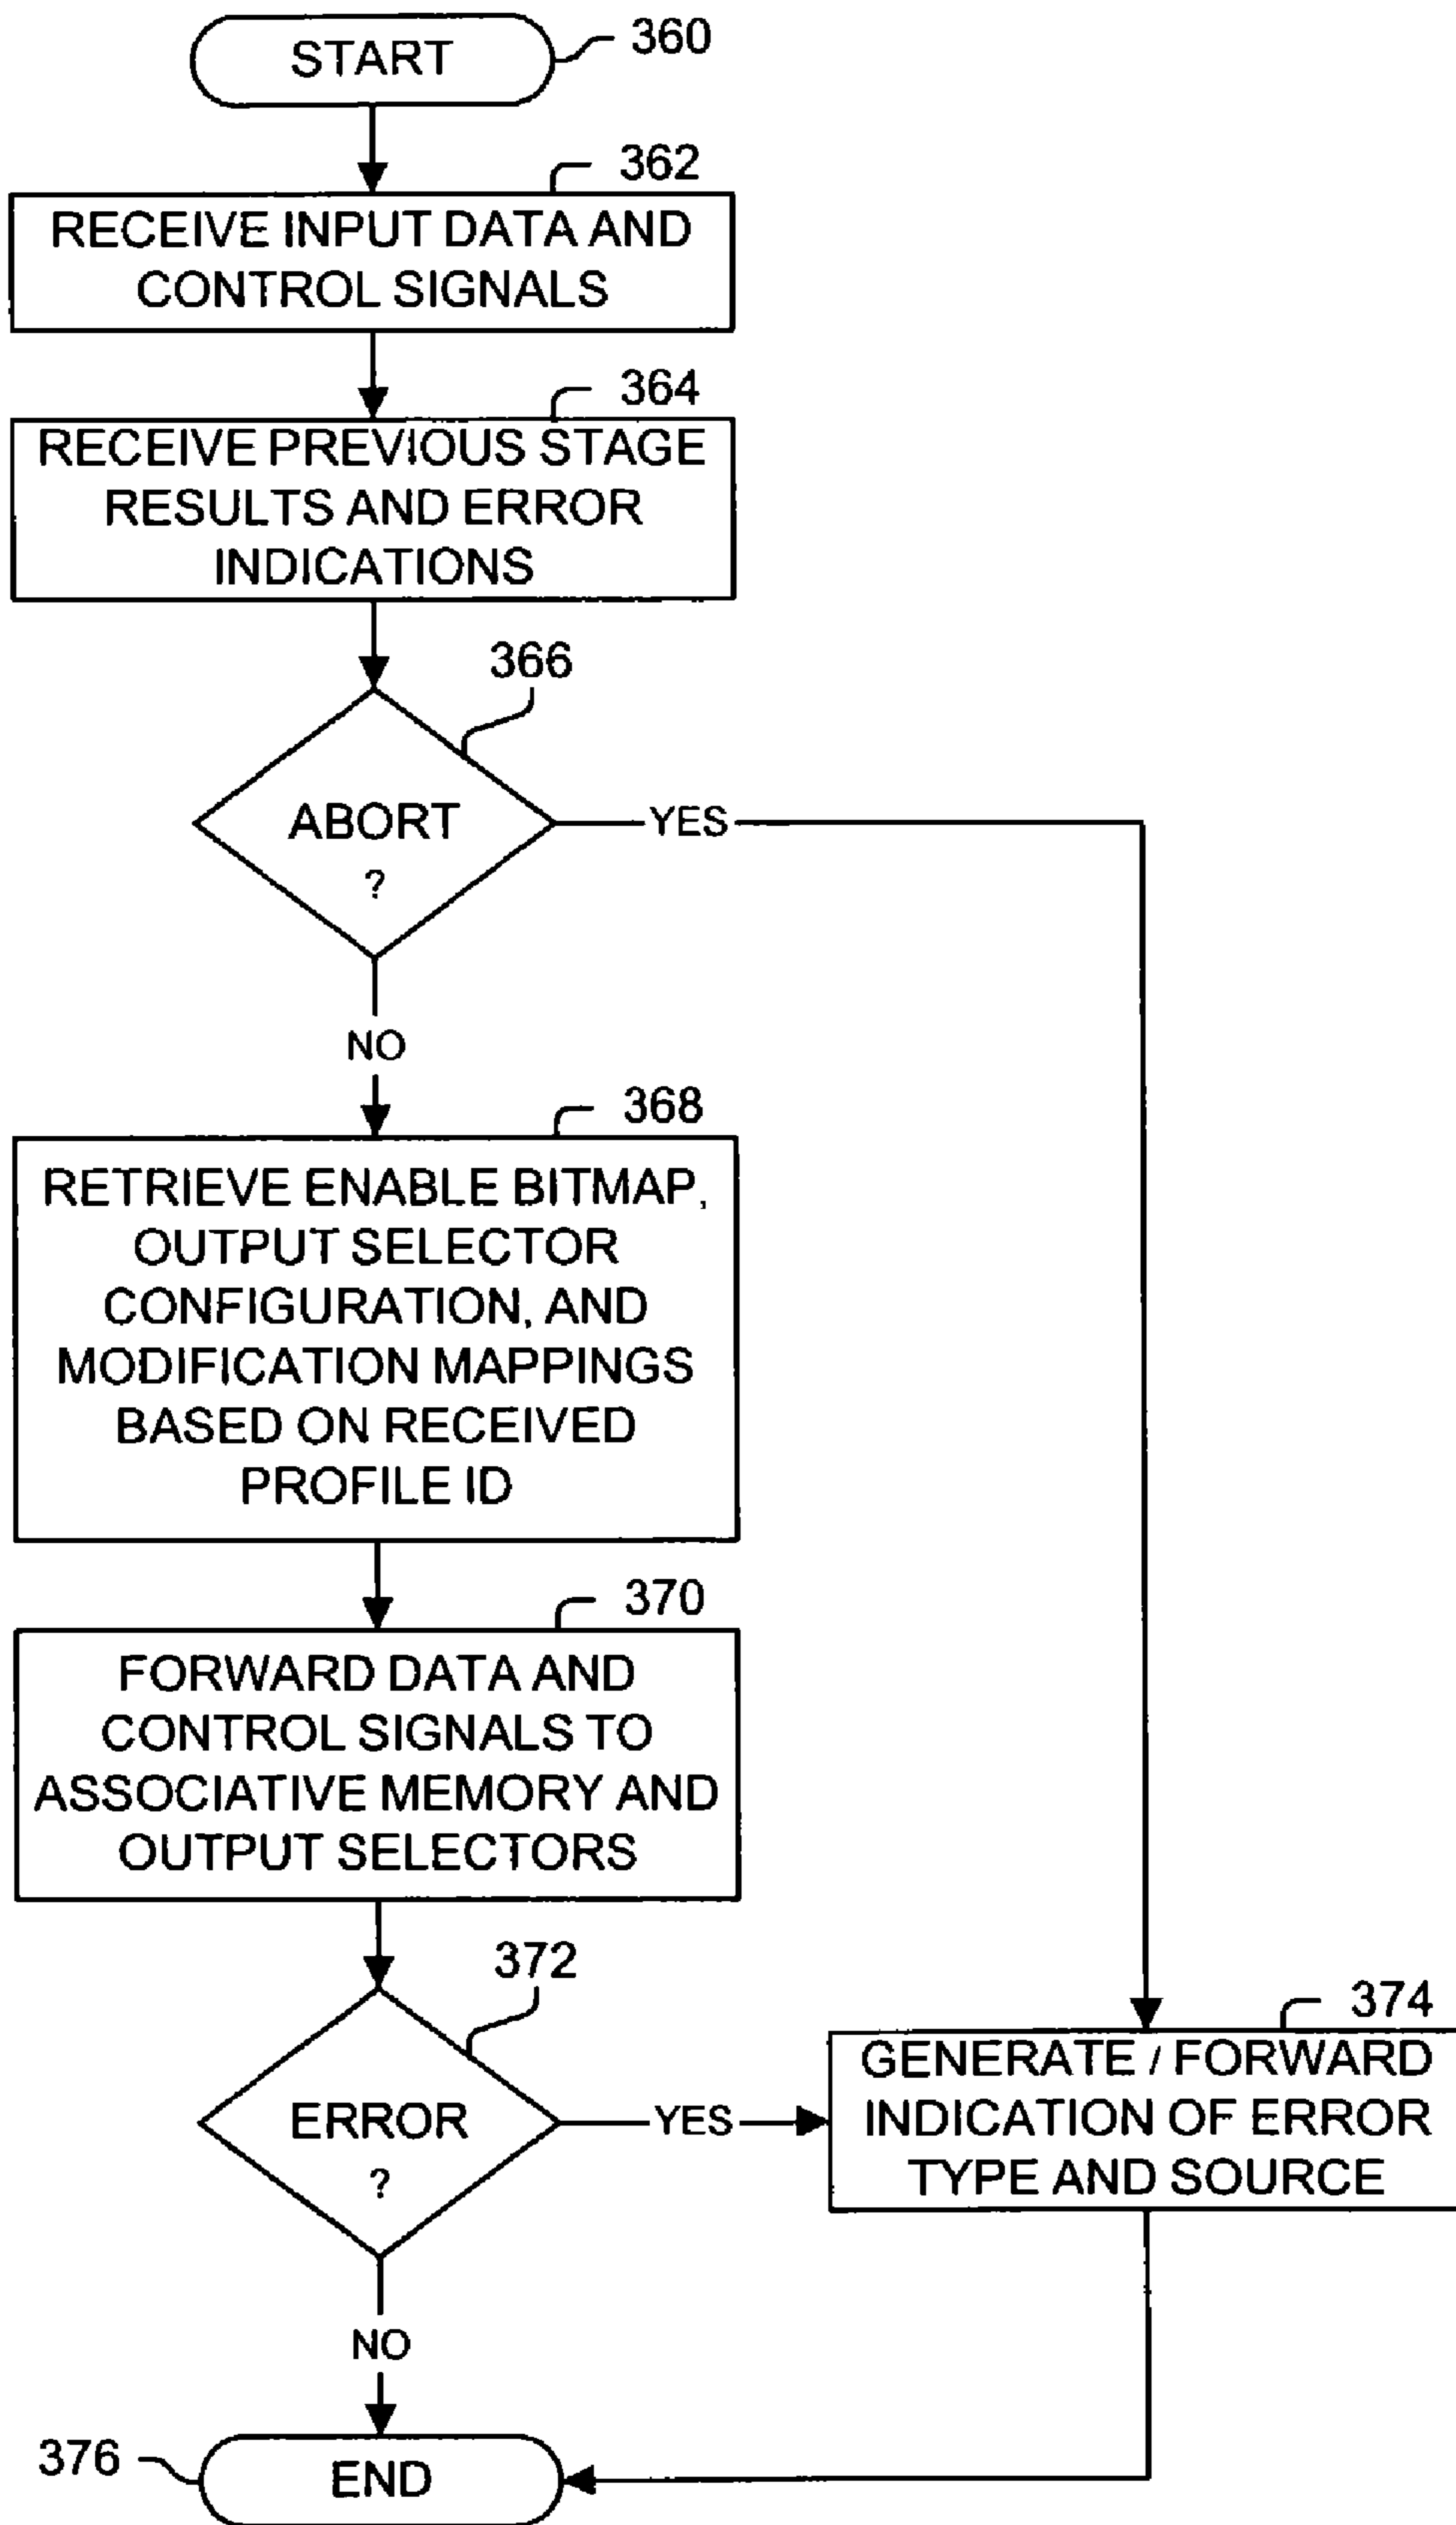 START
360
362
RECEIVE INPUT DATA AND
CONTROL SIGNALS
364
RECEIVE PREVIOUS STAGE
RESULTS AND ERROR
INDICATIONS
366
ABORT
?
YES
NO
368
RETRIEVE ENABLE BITMAP,
OUTPUT SELECTOR
CONFIGURATION, AND
MODIFICATION MAPPINGS
BASED ON RECEIVED
PROFILE ID
370
FORWARD DATA AND
CONTROL SIGNALS TO
ASSOCIATIVE MEMORY AND
OUTPUT SELECTORS
372
ERROR
?
YES
374
GENERATE / FORWARD
INDICATION OF ERROR
TYPE AND SOURCE
NO
376
END